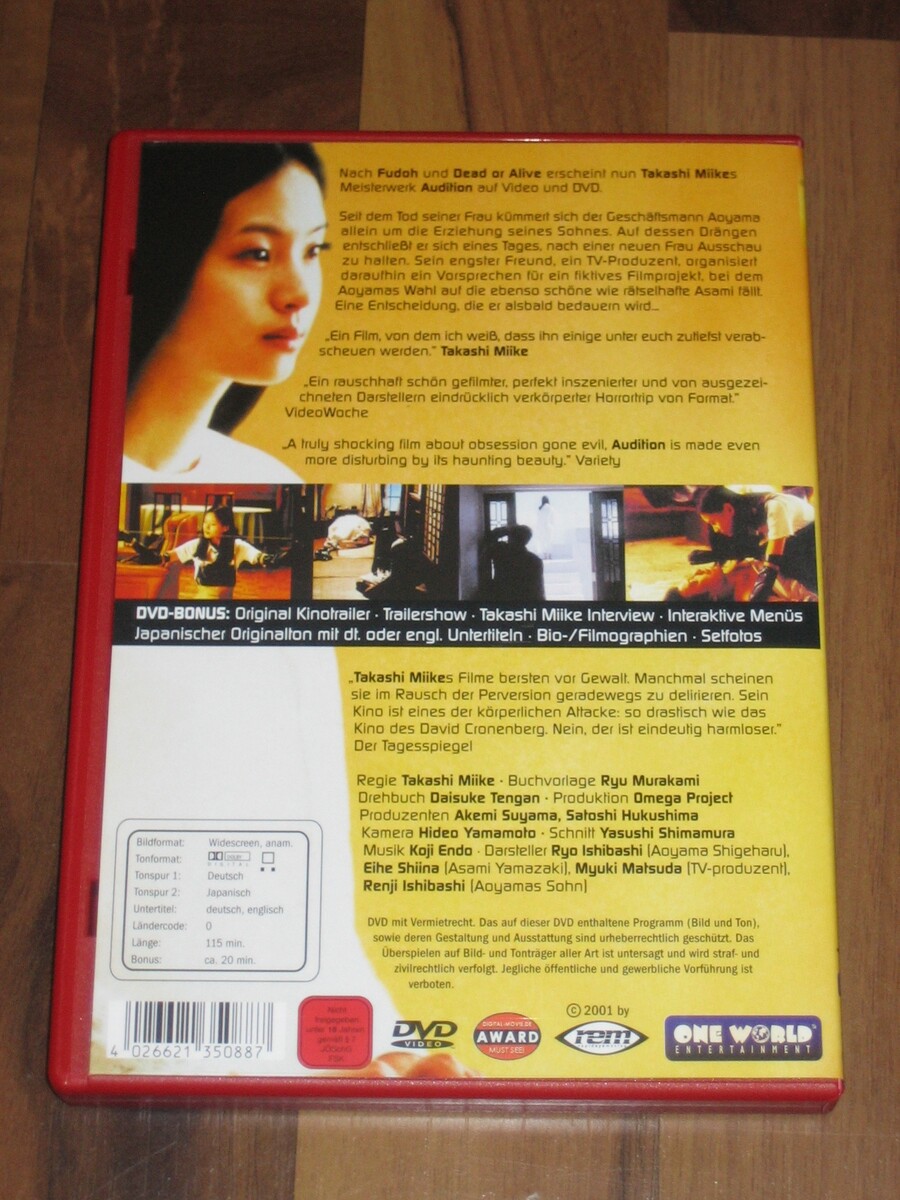 Nach Fudoh und Dead or Alive erscheint nun Takashi Miikes
Meisterwerk Audition auf Video und DVD.
Seit dem Tod seiner Frau kümmert sich der Geschäftsmann Aoyama
allein um die Erziehung seines Sohnes. Auf dessen Drängen
entschließt er sich eines Tages, nach einer neuen Frau Ausschau
zu halten. Sein engster Freund, ein TV-Produzent, organisiert
daraufhin ein Vorsprechen für ein fiktives Filmprojekt, bei dem
Aoyamas Wahl auf die ebenso schöne wie rätselhafte Asami fällt.
Eine Entscheidung, die er alsbald bedauern wird...
„Ein Film, von dem ich weiß, dass ihn einige unter euch zutiefst verab-
scheuen werden." Takashi Miike
„Ein rauschhaft schön gefilmter, perfekt inszenierter und von ausgezei-
chneten Darstellern eindrücklich verkörperter Horrortrip von Format."
VideoWoche
„A truly shocking film about obsession gone evil, Audition is made even
more disturbing by its haunting beauty." Variety
DVD-BONUS: Original Kinotrailer · Trailershow · Takashi Miike Interview · Interaktive Menüs
Japanischer Originalton mit dt. oder engl. Untertiteln · Bio-/Filmographien · Setfotos
„Takashi Miikes Filme bersten vor Gewalt. Manchmal scheinen
sie im Rausch der Perversion geradewegs zu delirieren. Sein
Kino ist eines der körperlichen Attacke: so drastisch wie das
Kino des David Cronenberg. Nein, der ist eindeutig harmloser."
Der Tagesspiegel
Regie Takashi Miike · Buchvorlage Ryu Murakami
Drehbuch Daisuke Tengan · Produktion Omega Project
Produzenten Akemi Suyama, Satoshi Hukushima
Kamera Hideo Yamamoto · Schnitt Yasushi Shimamura
Musik Koji Endo · Darsteller Ryo Ishibashi (Aoyama Shigeharu),
Eihe Shiina (Asami Yamazaki), Myuki Matsuda (TV-produzent),
Renji Ishibashi (Aoyamas Sohn)
Bildformat: Widescreen, anam.
Tonformat: DIGITAL
Tonspur 1: Deutsch
Tonspur 2: Japanisch
Untertitel: deutsch, englisch
Ländercode: 0
Länge: 115 min.
Bonus: ca. 20 min.
DVD mit Vermietrecht. Das auf dieser DVD enthaltene Programm (Bild und Ton),
sowie deren Gestaltung und Ausstattung sind urheberrechtlich geschützt. Das
Überspielen auf Bild- und Tonträger aller Art ist untersagt und wird straf- und
zivilrechtlich verfolgt. Jegliche öffentliche und gewerbliche Vorführung ist
verboten.
4 026621 350887
Nicht
freigegeben
unter 18 Jahren
gemäß § 7
JÖSchG
FSK
DVD
VIDEO
DIGITAL-MOVIE.DE
AWARD
MUST SEE!
© 2001 by
rem
ONE WORLD
ENTERTAINMENT